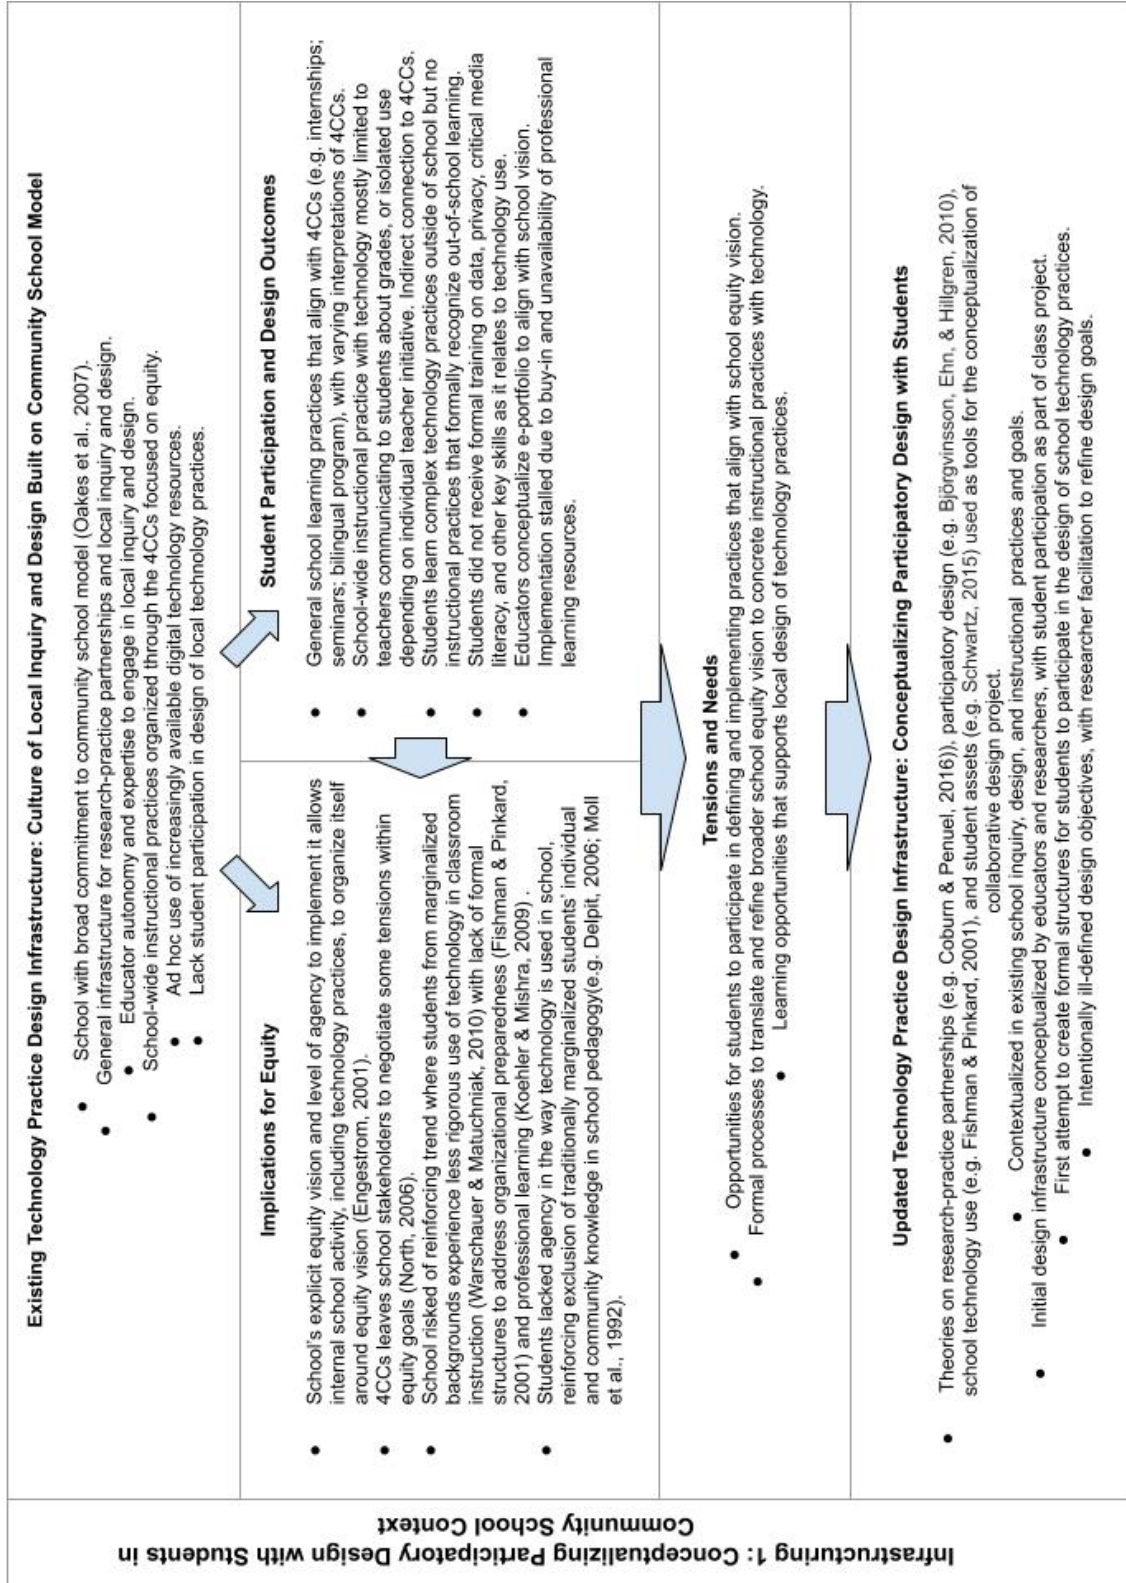 Infrastructuring 1: Conceptualizing Participatory Design with Students in
Community School Context
Existing Technology Practice Design Infrastructure: Culture of Local Inquiry and Design Built on Community School Model
● School with broad commitment to community school model (Oakes et al., 2007).
● General infrastructure for research-practice partnerships and local inquiry and design.
● Educator autonomy and expertise to engage in local inquiry and design.
● School-wide instructional practices organized through the 4CCs focused on equity.
● Ad hoc use of increasingly available digital technology resources.
● Lack student participation in design of local technology practices.
Implications for Equity
● School's explicit equity vision and level of agency to implement it allows
internal school activity, including technology practices, to organize itself
around equity vision (Engestrom, 2001).
● 4CCs leaves school stakeholders to negotiate some tensions within
equity goals (North, 2006).
● School risked of reinforcing trend where students from marginalized
backgrounds experience less rigorous use of technology in classroom
instruction (Warschauer & Matuchniak, 2010) with lack of formal
structures to address organizational preparedness (Fishman & Pinkard,
2001) and professional learning (Koehler & Mishra, 2009) .
● Students lacked agency in the way technology is used in school,
reinforcing exclusion of traditionally marginalized students' individual
and community knowledge in school pedagogy(e.g. Delpit, 2006; Moll
et al., 1992).
Student Participation and Design Outcomes
● General school learning practices that align with 4CCs (e.g. internships;
seminars; bilingual program), with varying interpretations of 4CCs.
● School-wide instructional practice with technology mostly limited to
teachers communicating to students about grades, or isolated use
depending on individual teacher initiative. Indirect connection to 4CCs.
● Students learn complex technology practices outside of school but no
instructional practices that formally recognize out-of-school learning.
● Students did not receive formal training on data, privacy, critical media
literacy, and other key skills as it relates to technology use.
● Educators conceptualize e-portfolio to align with school vision.
Implementation stalled due to buy-in and unavailability of professional
learning resources.
Tensions and Needs
● Opportunities for students to participate in defining and implementing practices that align with school equity vision.
● Formal processes to translate and refine broader school equity vision to concrete instructional practices with technology.
● Learning opportunities that supports local design of technology practices.
Updated Technology Practice Design Infrastructure: Conceptualizing Participatory Design with Students
● Theories on research-practice partnerships (e.g. Coburn & Penuel, 2016)), participatory design (e.g. Björgvinsson, Ehn, & Hillgren, 2010),
school technology use (e.g. Fishman & Pinkard, 2001), and student assets (e.g. Schwartz, 2015) used as tools for the conceptualization of
collaborative design project.
● Contextualized in existing school inquiry, design, and instructional practices and goals.
● Initial design infrastructure conceptualized by educators and researchers, with student participation as part of class project.
● First attempt to create formal structures for students to participate in the design of school technology practices.
● Intentionally ill-defined design objectives, with researcher facilitation to refine design goals.